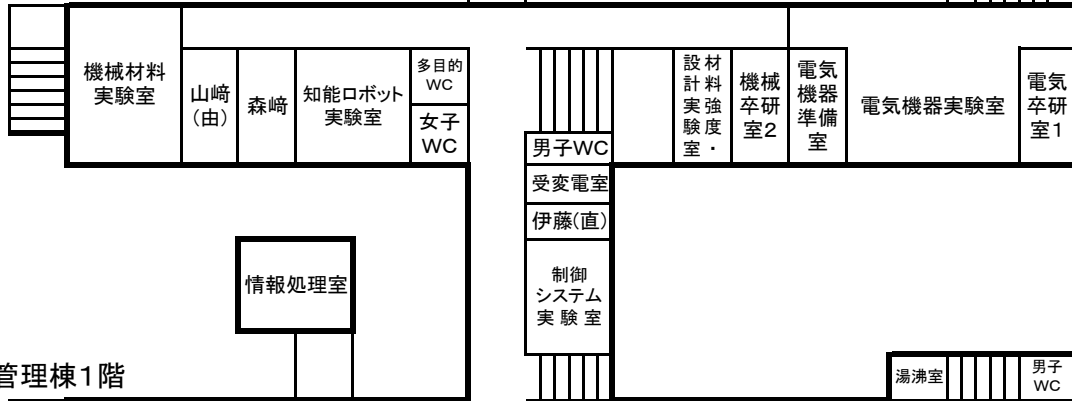 機械材料
実験室
山﨑
(由)
森﨑
知能ロボット
実験室
多目的
WC
女子
WC
男子WC
受変電室
伊藤(直)
制御
システム
実験室
材料強度・
設計実験室
機械
卒研
室2
電気
機器
準備
室
電気機器実験室
電気
卒研
室1
情報処理室
管理棟1階
湯沸室
男子
WC